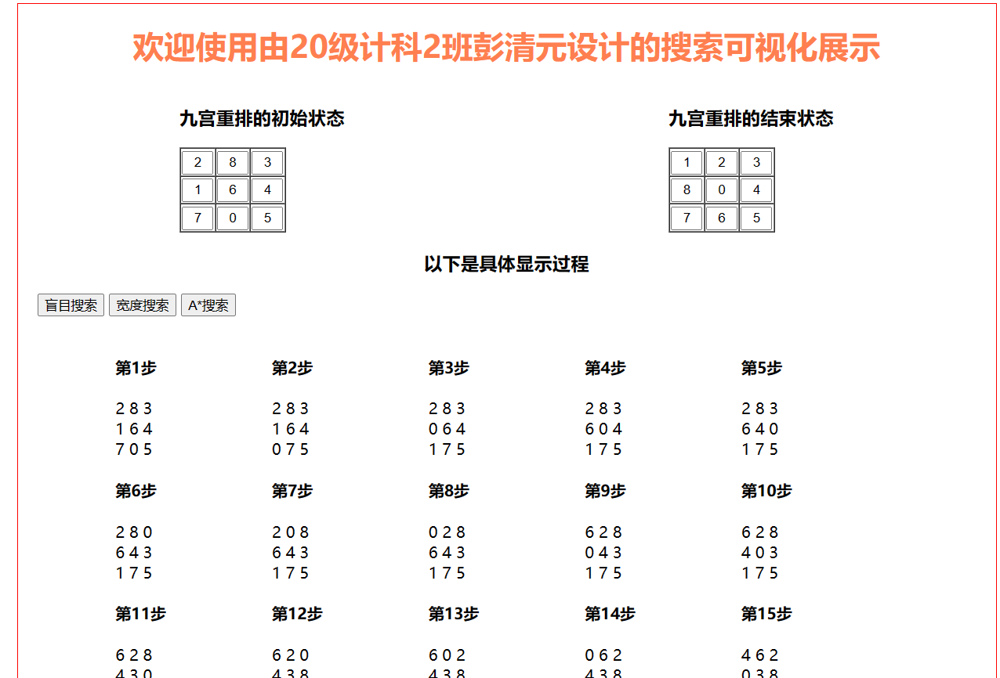 欢迎使用由20级计科2班彭清元设计的搜索可视化展示
九宫重排的初始状态 九宫重排的结束状态
2 8 3 1 2 3
1 6 4 8 0 4
7 0 5 7 6 5
以下是具体显示过程
盲目搜索 宽度搜索 A*搜索
第1步 第2步 第3步 第4步 第5步
2 8 3 2 8 3 2 8 3 2 8 3 2 8 3
1 6 4 1 6 4 0 6 4 6 0 4 6 4 0
7 0 5 0 7 5 1 7 5 1 7 5 1 7 5
第6步 第7步 第8步 第9步 第10步
2 8 0 2 0 8 0 2 8 6 2 8 6 2 8
6 4 3 6 4 3 6 4 3 0 4 3 4 0 3
1 7 5 1 7 5 1 7 5 1 7 5 1 7 5
第11步 第12步 第13步 第14步 第15步
6 2 8 6 2 0 6 0 2 0 6 2 4 6 2
4 3 0 4 3 8 4 3 8 4 3 8 0 3 8